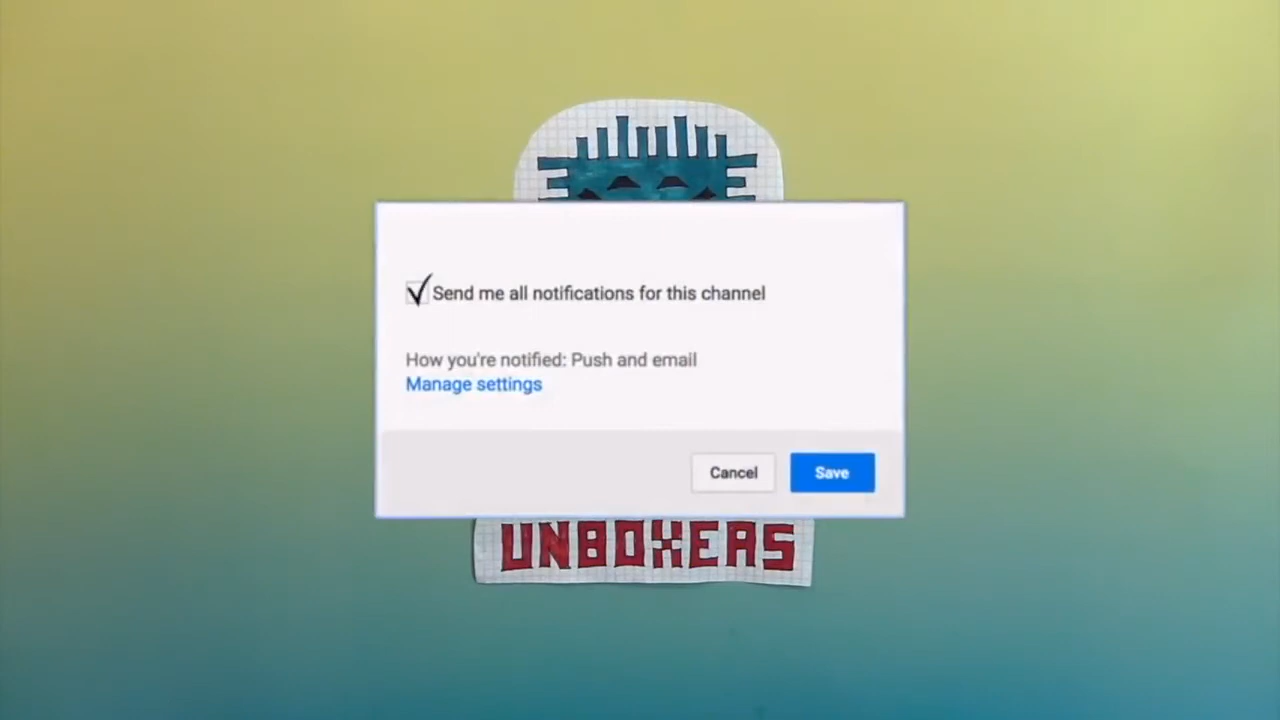 Send me all notifications for this channel
How you're notified: Push and email
Manage settings
Cancel
Save
UNBOXERS